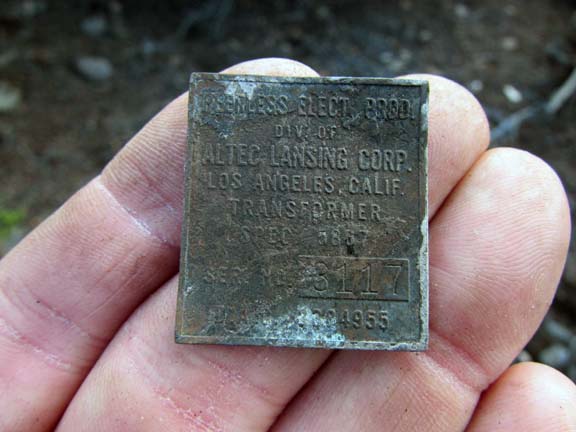 PEERLESS ELECT. PROD.
DIV. OF
ALTEC LANSING CORP.
LOS ANGELES, CALIF.
TRANSFORMER
SPEC
SER. NO. 3117